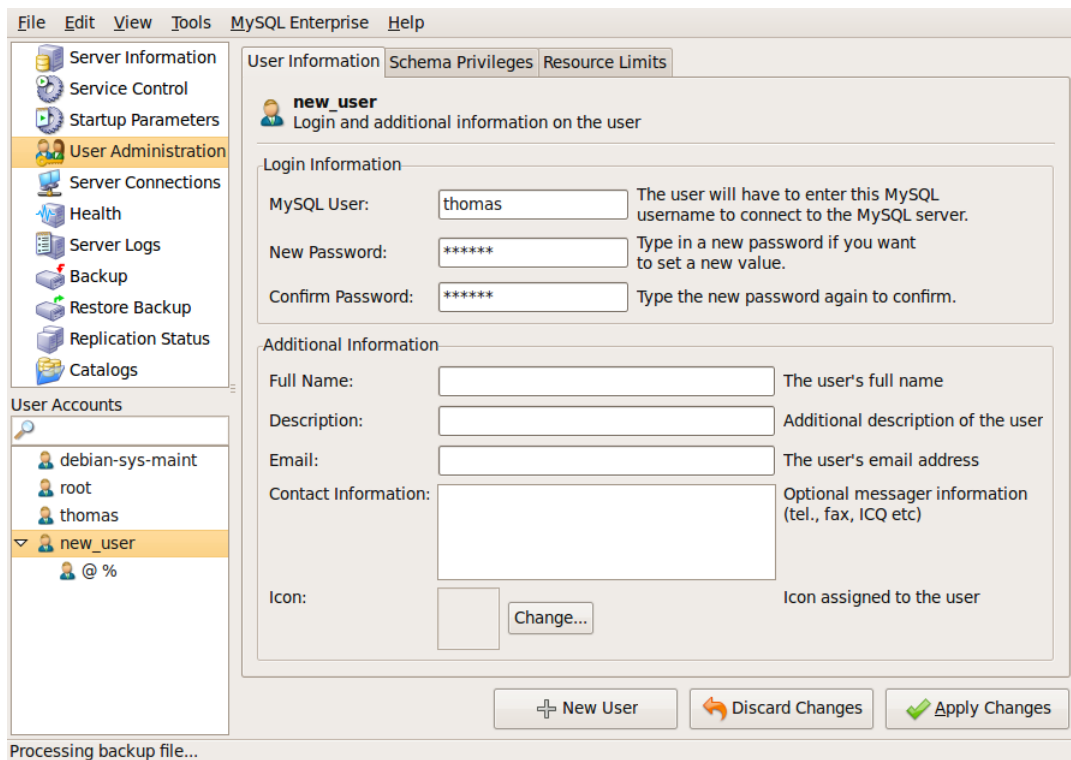 File Edit View Tools MySQL Enterprise Help
Server Information
Service Control
Startup Parameters
User Administration
Server Connections
Health
Server Logs
Backup
Restore Backup
Replication Status
Catalogs
User Accounts
debian-sys-maint
root
thomas
new_user
@ %
User Information Schema Privileges Resource Limits
new_user
Login and additional information on the user
Login Information
MySQL User: thomas The user will have to enter this MySQL
username to connect to the MySQL server.
New Password: ****** Type in a new password if you want
to set a new value.
Confirm Password: ****** Type the new password again to confirm.
Additional Information
Full Name: The user's full name
Description: Additional description of the user
Email: The user's email address
Contact Information: Optional messager information
(tel., fax, ICQ etc)
Icon: Change... Icon assigned to the user
New User Discard Changes Apply Changes
Processing backup file...